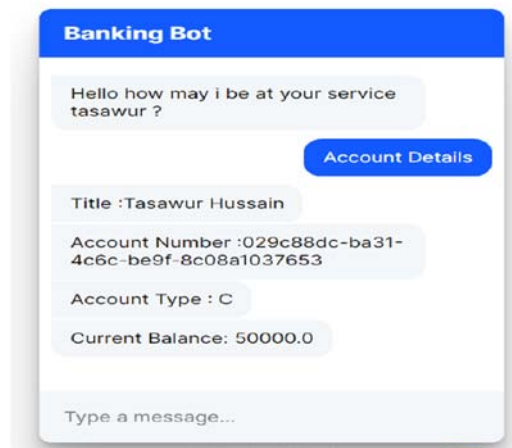 Banking Bot
Hello how may i be at your service
tasawur ?
Account Details
Title :Tasawur Hussain
Account Number :029c88dc-ba31-
4c6c-be9f-8c08a1037653
Account Type : C
Current Balance: 50000.0
Type a message...